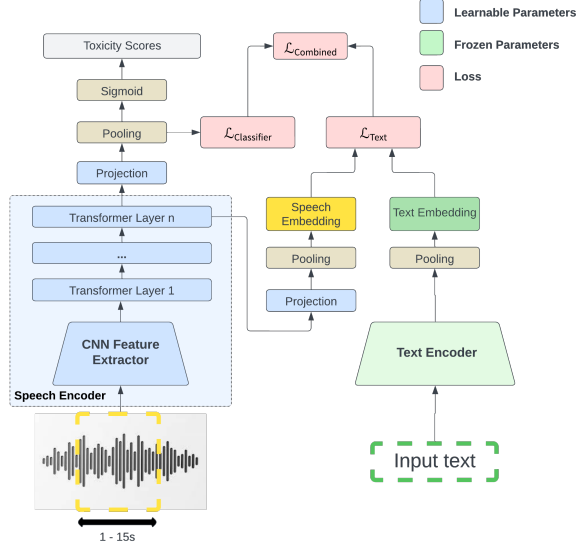 Learnable Parameters
Frozen Parameters
Loss
Toxicity Scores
ℒCombined
Sigmoid
Pooling
ℒClassifier
ℒText
Projection
Transformer Layer n
Speech
Embedding
Text Embedding
...
Pooling
Pooling
Transformer Layer 1
Projection
CNN Feature
Extractor
Text Encoder
Speech Encoder
Input text
1 - 15s